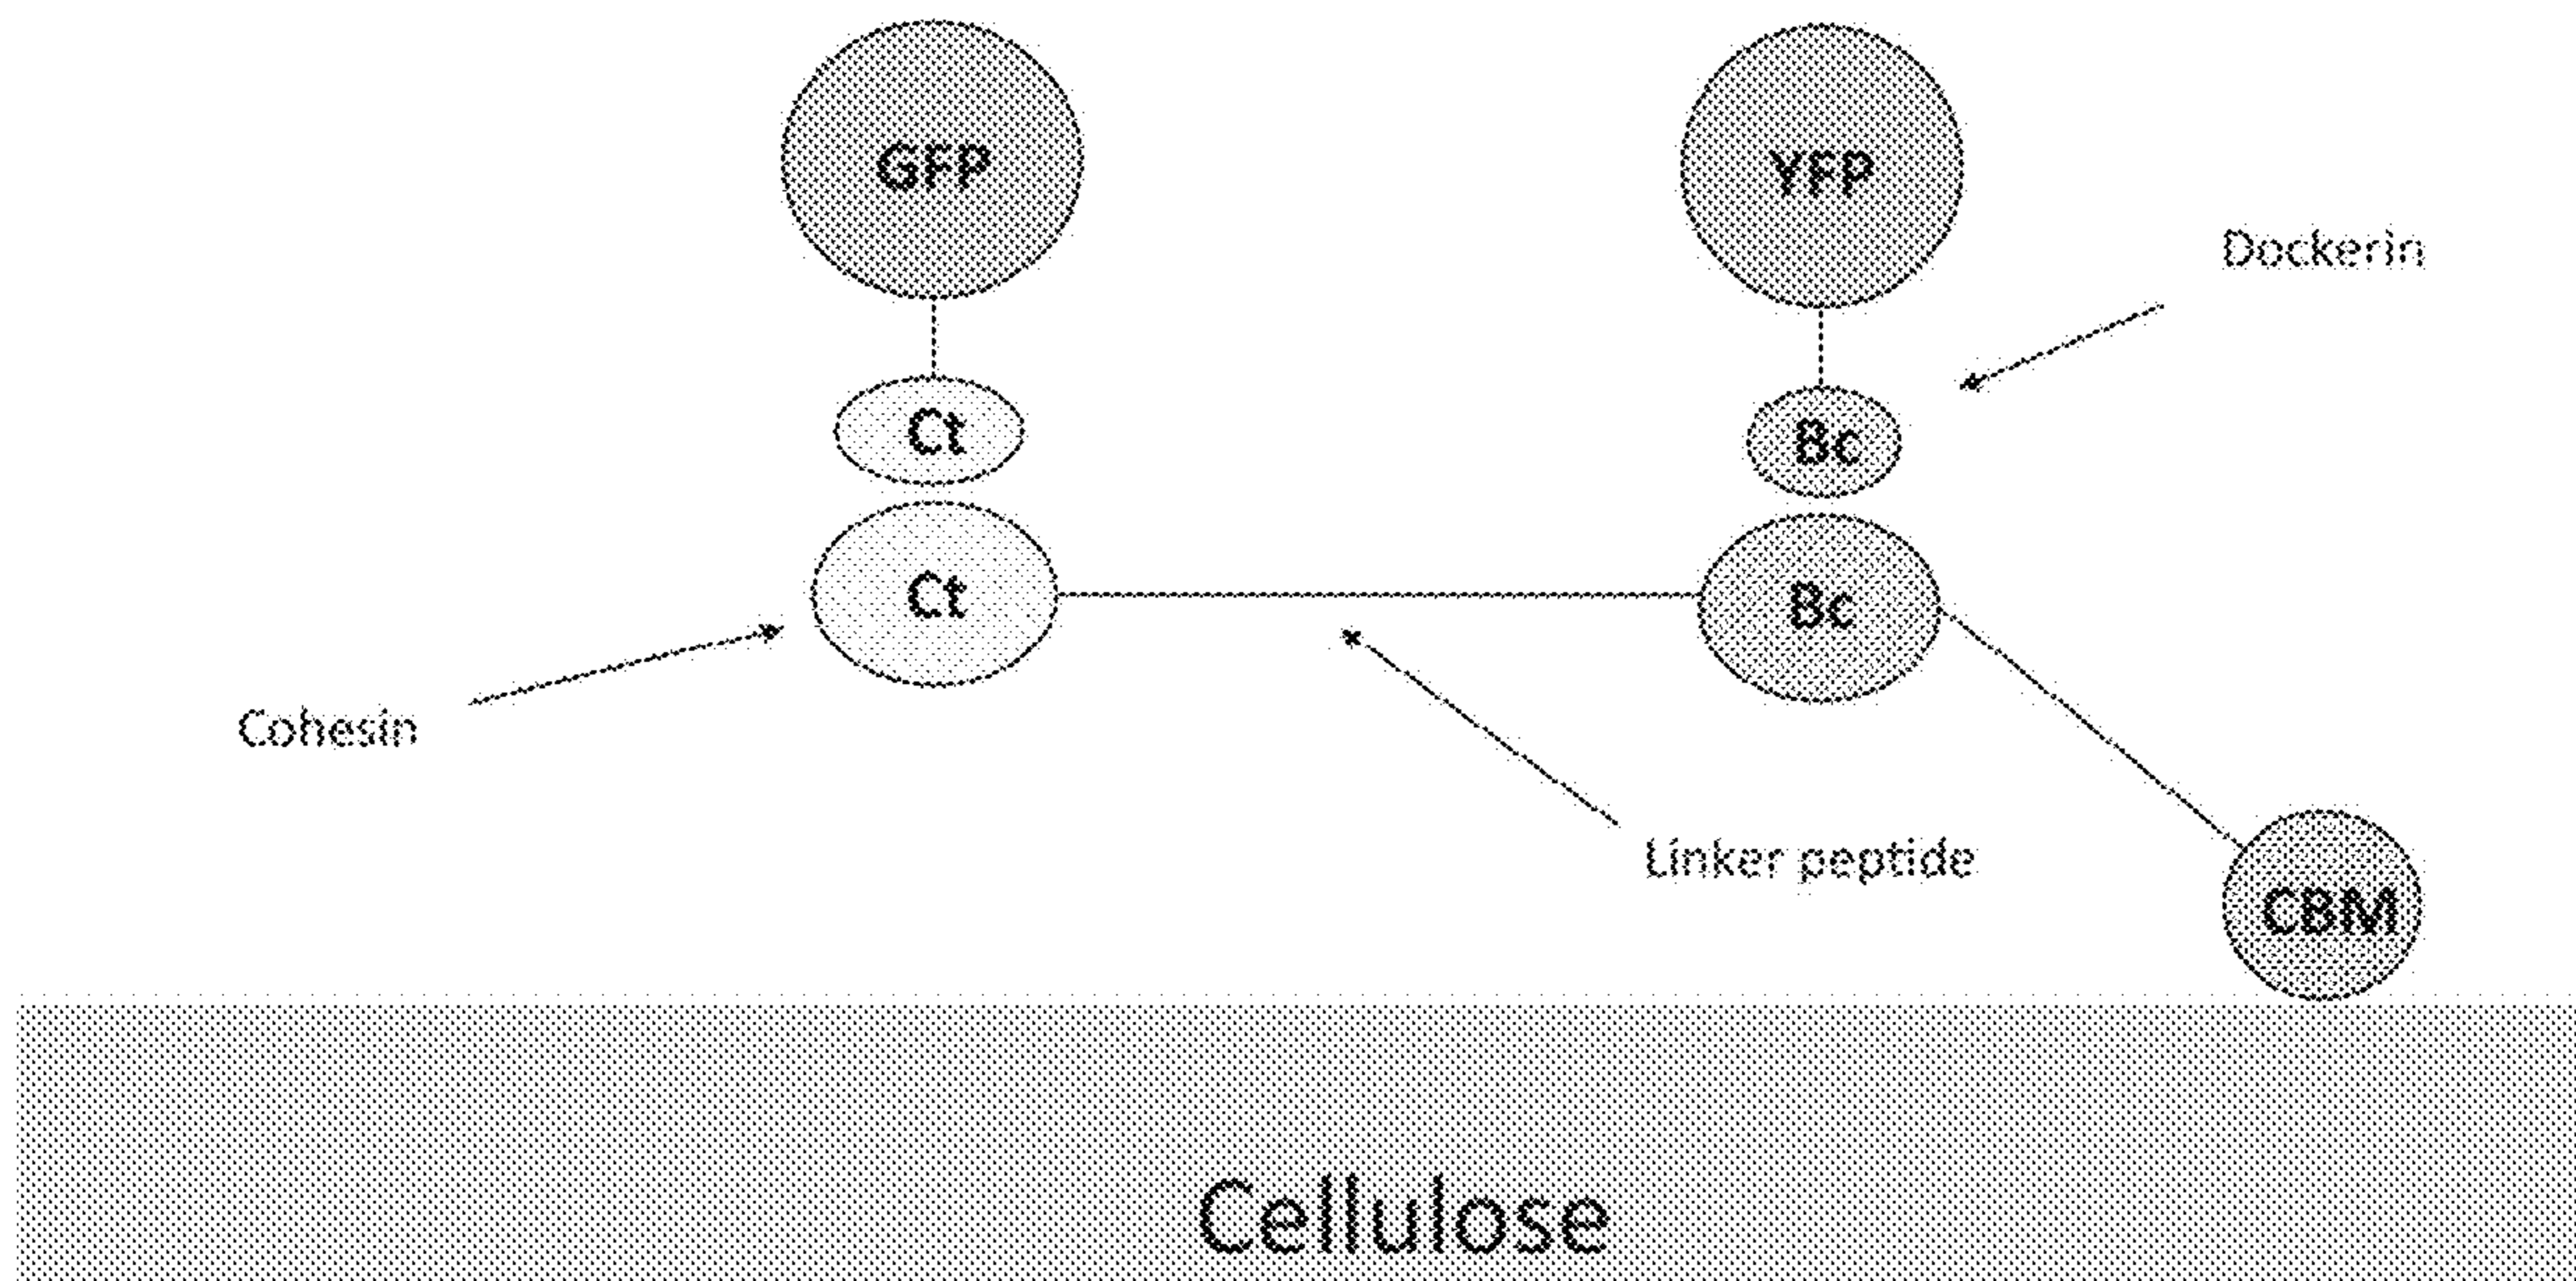 GFP
YFP
Dockerin
Ct
Bc
Ct
Bc
Cohesin
Linker peptide
CBM
Cellulose